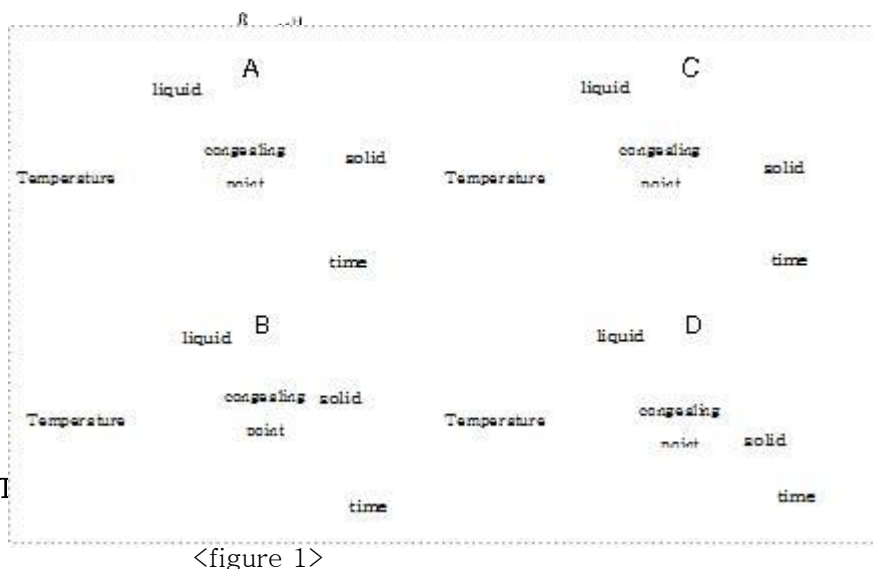 A
liquid
congealing
point
solid
Temperature
time
C
liquid
congealing
point
solid
Temperature
time
B
liquid
congealing
point
solid
Temperature
time
D
liquid
congealing
point
solid
Temperature
time
<figure 1>